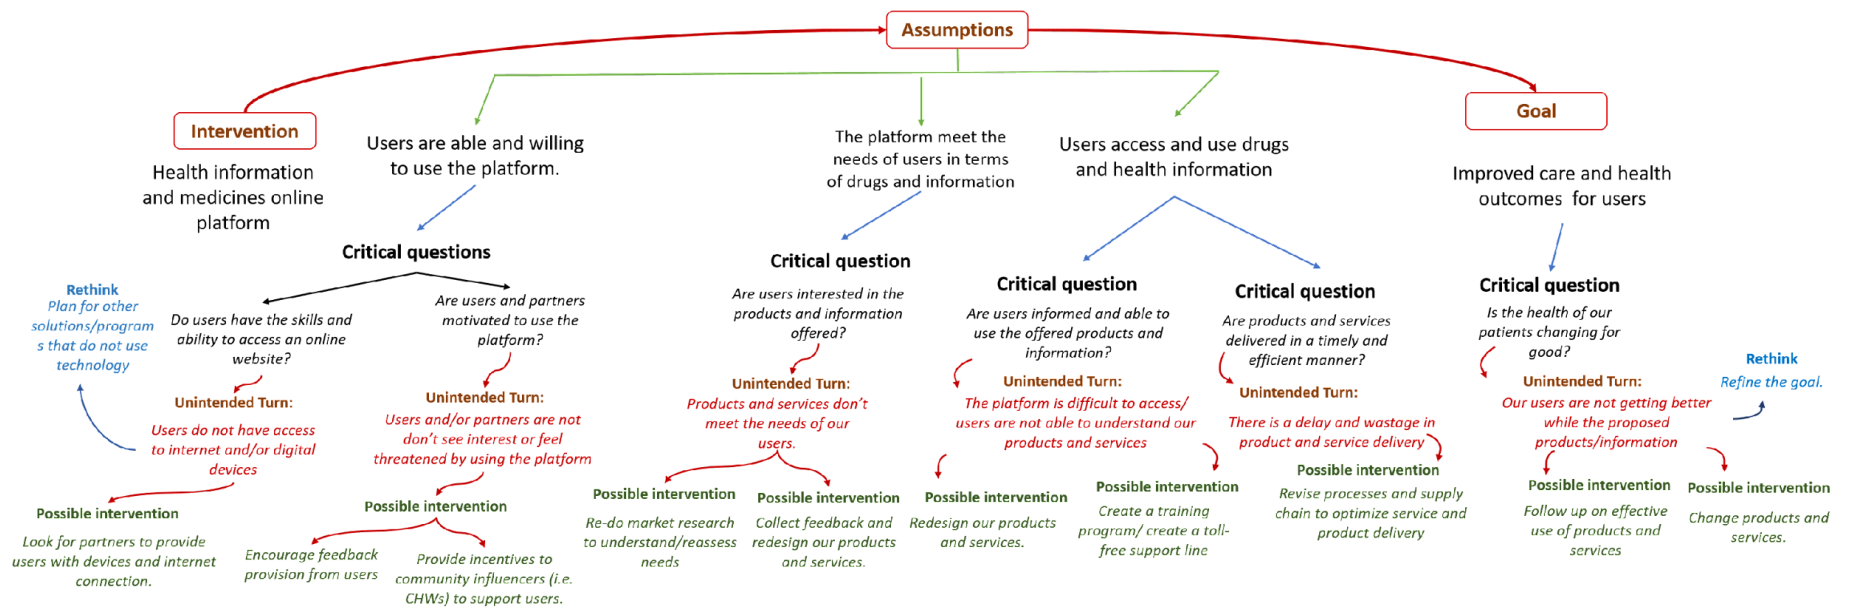 Assumptions
Intervention
Health information
and medicines online
platform
Users are able and willing
to use the platform.
The platform meet the
needs of users in terms
of drugs and information
Users access and use drugs
and health information
Goal
Improved care and health
outcomes for users
Critical questions
Do users have the skills and
ability to access an online
website?
Are users and partners
motivated to use the
platform?
Critical question
Are users interested in the
products and information
offered?
Critical question
Are users informed and able to
use the offered products and
information?
Critical question
Are products and services
delivered in a timely and
efficient manner?
Critical question
Is the health of our
patients changing for
good?
Rethink
Plan for other
solutions/program
s that do not use
technology
Unintended Turn:
Users do not have access
to internet and/or digital
devices
Unintended Turn:
Users and/or partners are not
don't see interest or feel
threatened by using the platform
Unintended Turn:
Products and services don't
meet the needs of our
users.
Unintended Turn:
The platform is difficult to access/
users are not able to understand our
products and services
Unintended Turn:
There is a delay and wastage in
product and service delivery
Unintended Turn:
Our users are not getting better
while the proposed
products/information
Rethink
Refine the goal.
Possible intervention
Look for partners to provide
users with devices and internet
connection.
Possible intervention
Encourage feedback
provision from users
Provide incentives to
community influencers (i.e.
CHWs) to support users.
Possible intervention
Re-do market research
to understand/reassess
needs
Possible intervention
Collect feedback and
redesign our products
and services.
Possible intervention
Redesign our products
and services.
Possible intervention
Create a training
program/ create a toll-
free support line
Possible intervention
Revise processes and supply
chain to optimize service and
product delivery
Possible intervention
Follow up on effective
use of products and
services
Possible intervention
Change products and
services.